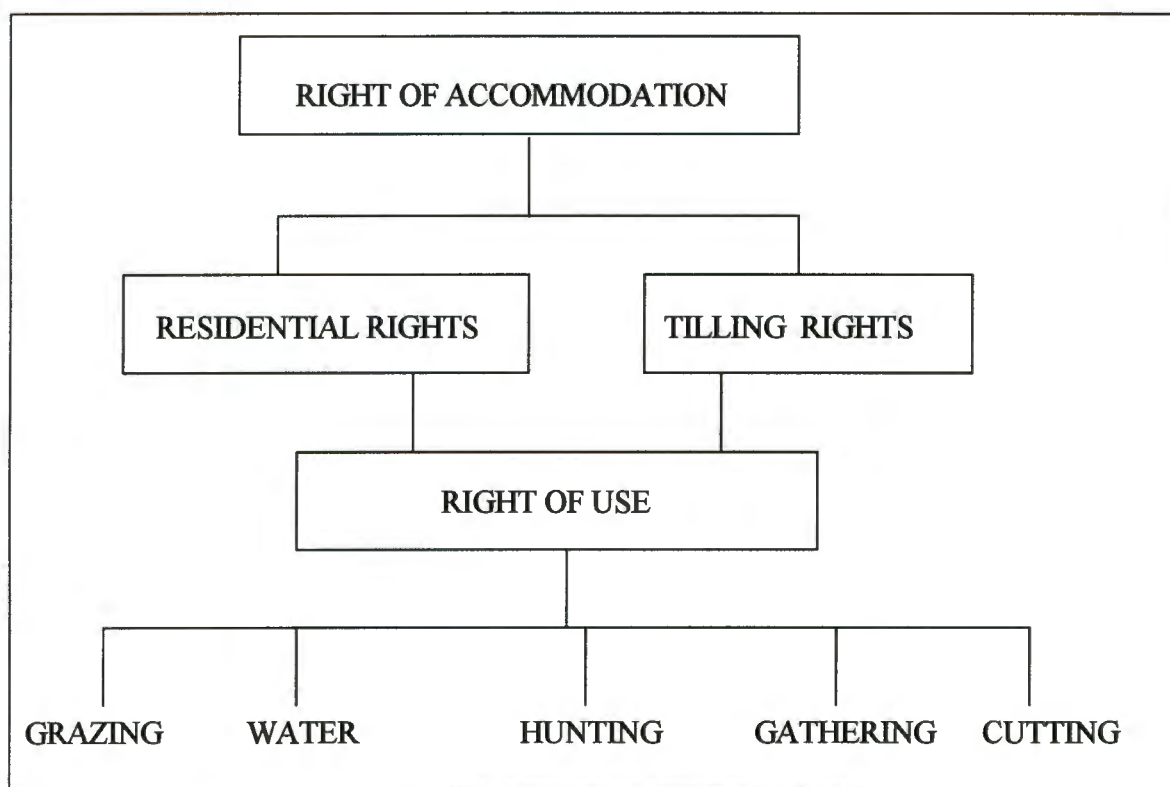 RIGHT OF ACCOMMODATION
RESIDENTIAL RIGHTS TILLING RIGHTS
RIGHT OF USE
GRAZING WATER HUNTING GATHERING CUTTING